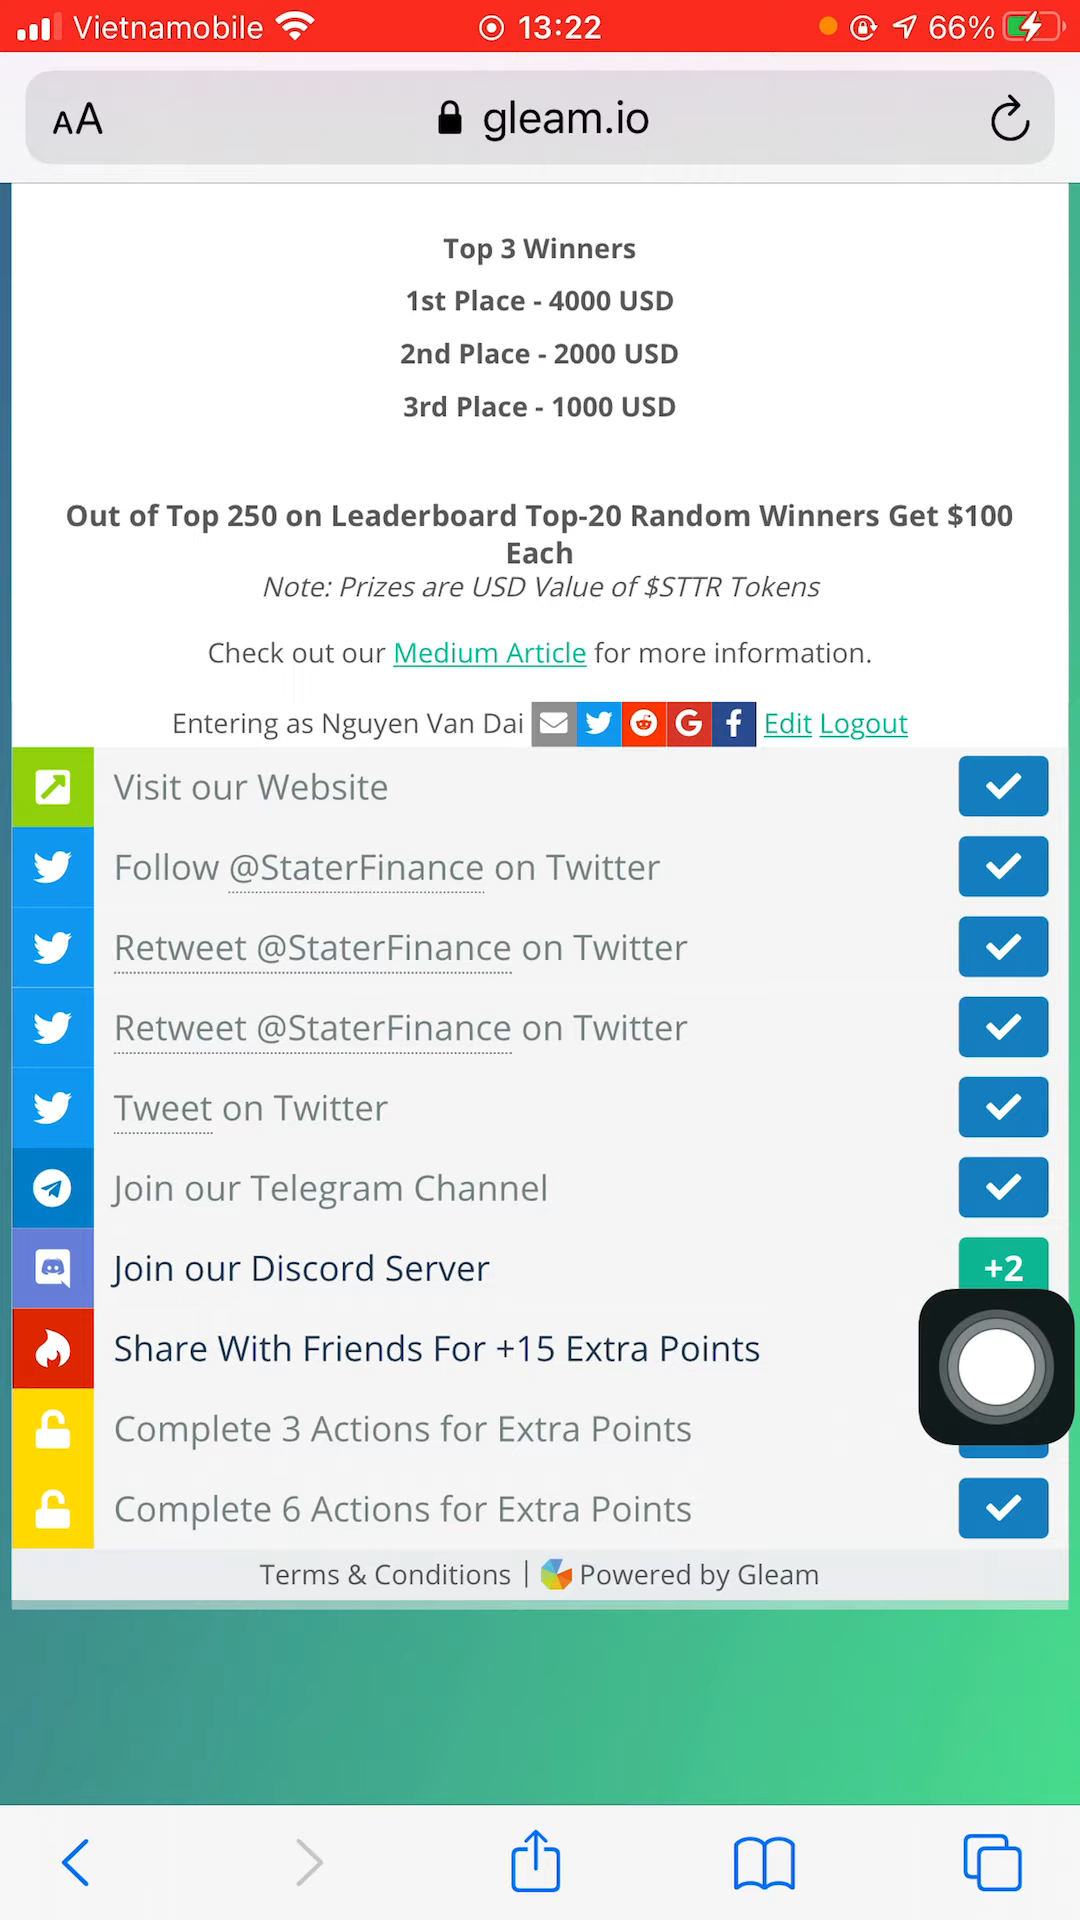 Vietnamobile 13:22 66%
AA gleam.io
Top 3 Winners
1st Place - 4000 USD
2nd Place - 2000 USD
3rd Place - 1000 USD
Out of Top 250 on Leaderboard Top-20 Random Winners Get $100
Each
Note: Prizes are USD Value of $STTR Tokens
Check out our Medium Article for more information.
Entering as Nguyen Van Dai Edit Logout
Visit our Website
Follow @StaterFinance on Twitter
Retweet @StaterFinance on Twitter
Retweet @StaterFinance on Twitter
Tweet on Twitter
Join our Telegram Channel
Join our Discord Server +2
Share With Friends For +15 Extra Points
Complete 3 Actions for Extra Points
Complete 6 Actions for Extra Points
Terms & Conditions | Powered by Gleam